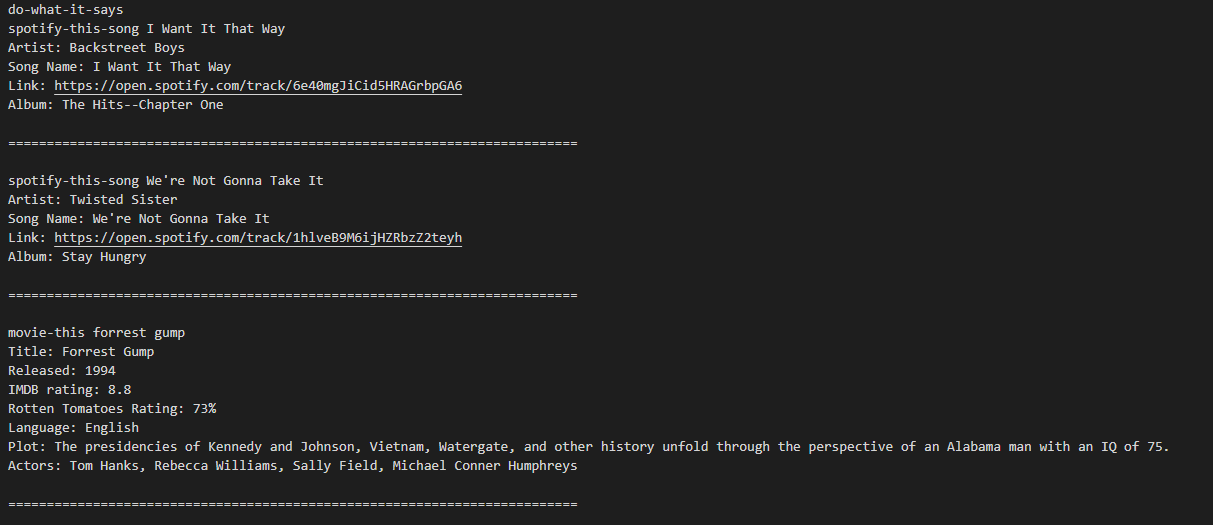 do-what-it-says
spotify-this-song I Want It That Way
Artist: Backstreet Boys
Song Name: I Want It That Way
Link: https://open.spotify.com/track/6e40mgJiCid5HRAGrbpGA6
Album: The Hits--Chapter One
==========================================================================
spotify-this-song We're Not Gonna Take It
Artist: Twisted Sister
Song Name: We're Not Gonna Take It
Link: https://open.spotify.com/track/1hlveB9M6ijHZRbzZ2teyh
Album: Stay Hungry
==========================================================================
movie-this forrest gump
Title: Forrest Gump
Released: 1994
IMDB rating: 8.8
Rotten Tomatoes Rating: 73%
Language: English
Plot: The presidencies of Kennedy and Johnson, Vietnam, Watergate, and other history unfold through the perspective of an Alabama man with an IQ of 75.
Actors: Tom Hanks, Rebecca Williams, Sally Field, Michael Conner Humphreys
==========================================================================